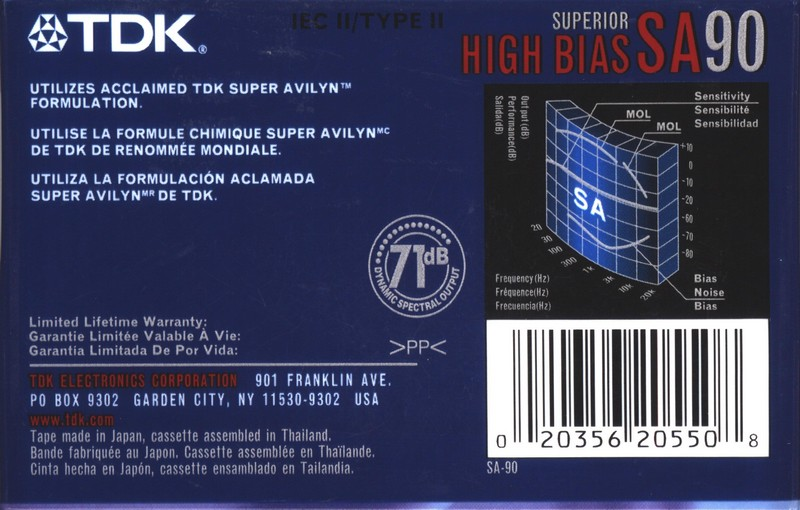 TDK®
IEC II/TYPE II
SUPERIOR
HIGH BIAS SA90
UTILIZES ACCLAIMED TDK SUPER AVILYN™
FORMULATION.
UTILISE LA FORMULE CHIMIQUE SUPER AVILYNMC
DE TDK DE RENOMMÉE MONDIALE.
UTILIZA LA FORMULACIÓN ACLAMADA
SUPER AVILYNMR DE TDK.
71dB
DYNAMIC SPECTRAL OUTPUT
Output (dB)
Performance(dB)
Salida(dB)
Sensitivity
Sensibilité
Sensibilidad
MOL
MOL
+10
0
-10
-20
-60
-70
-80
SA
20
30
100
300
1k
3k
10k
20k
Frequency(Hz)
Fréquence(Hz)
Frecuencia(Hz)
Bias
Noise
Bias
Limited Lifetime Warranty:
Garantie Limitée Valable À Vie:
Garantia Limitada De Por Vida:
>PP<
TDK ELECTRONICS CORPORATION 901 FRANKLIN AVE.
PO BOX 9302 GARDEN CITY, NY 11530-9302 USA
www.tdk.com
Tape made in Japan, cassette assembled in Thailand.
Bande fabriquée au Japon. Cassette assemblée en Thaïlande.
Cinta hecha en Japón, cassette ensamblado en Tailandia.
0 20356 20550 8
SA-90